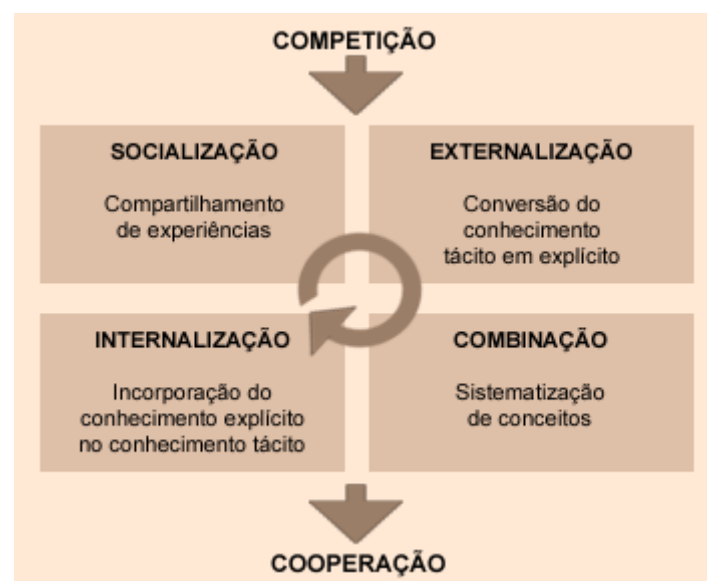 COMPETIÇÃO
SOCIALIZAÇÃO
Compartilhamento
de experiências
EXTERNALIZAÇÃO
Conversão do
conhecimento
tácito em explícito
INTERNALIZAÇÃO
Incorporação do
conhecimento explícito
no conhecimento tácito
COMBINAÇÃO
Sistematização
de conceitos
COOPERAÇÃO